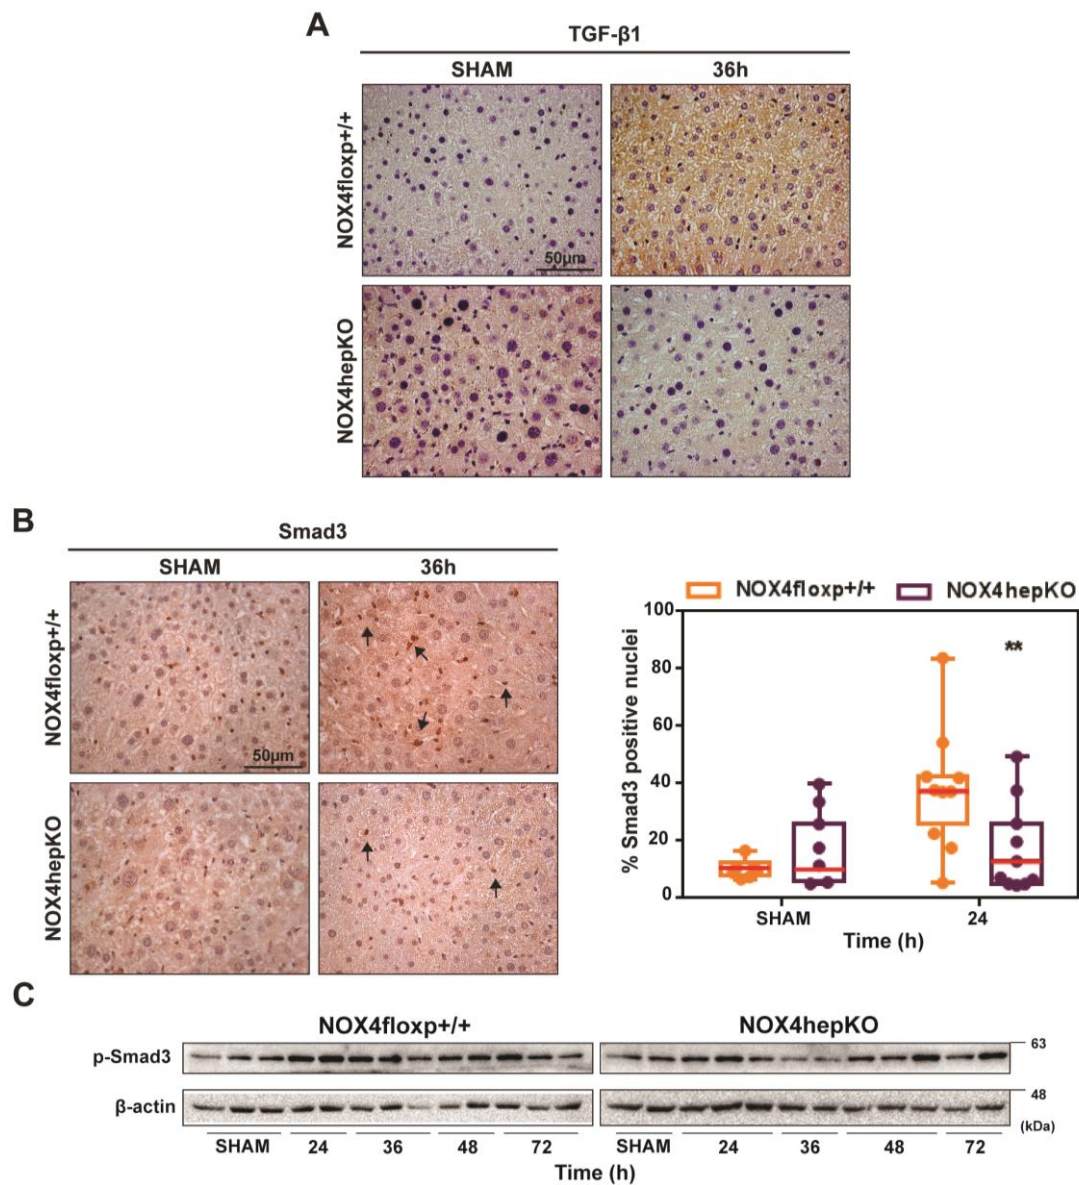 A
TGF-β1
SHAM 36h
NOX4floxp+/+
50µm
NOX4hepKO
B
Smad3
SHAM 36h
NOX4floxp+/+
50µm
NOX4hepKO
NOX4floxp+/+ NOX4hepKO
% Smad3 positive nuclei
100
80
60
40
20
0
**
SHAM 24
Time (h)
C
NOX4floxp+/+ NOX4hepKO
p-Smad3 63
β-actin 48
(kDa)
SHAM 24 36 48 72 SHAM 24 36 48 72
Time (h)